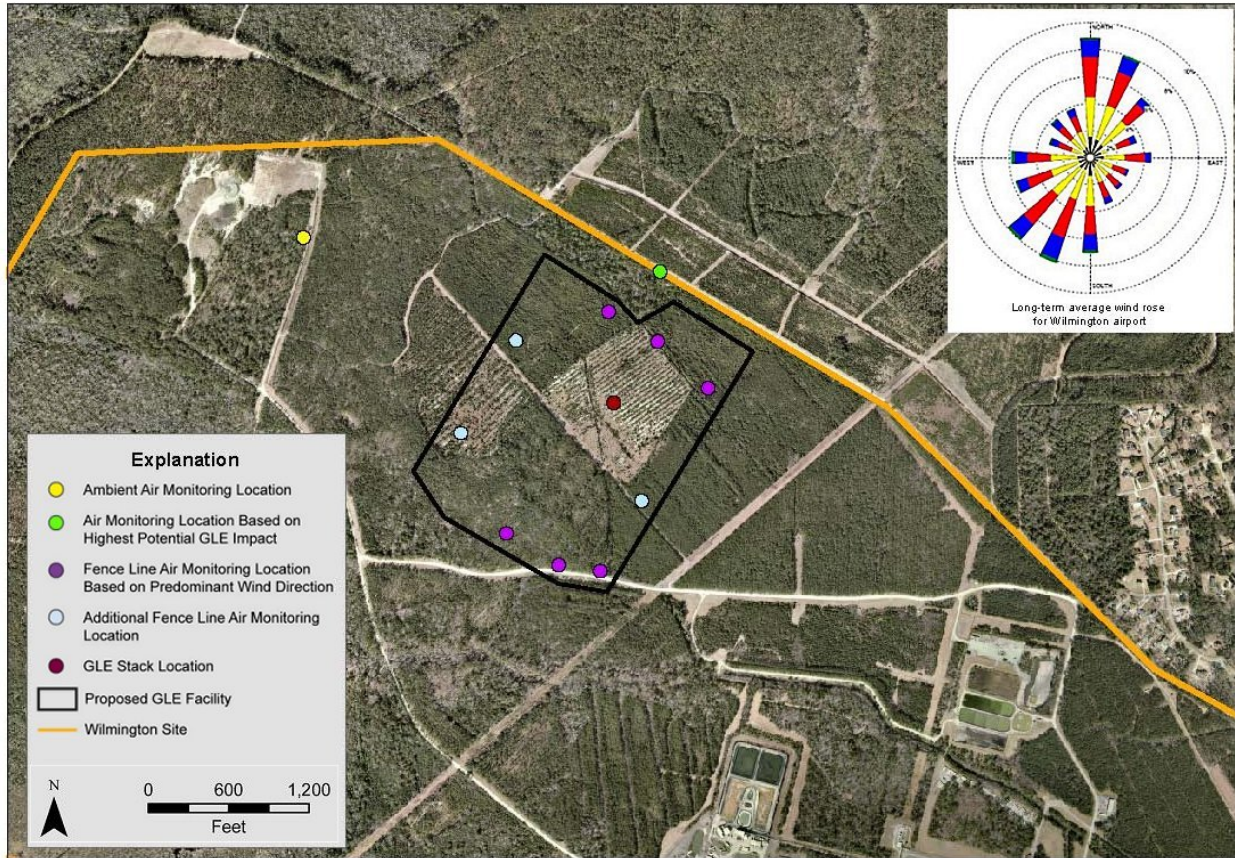 NORTH
10%
8%
WEST
EAST
SOUTH
Long-term average wind rose
for Wilmington airport
Explanation
Ambient Air Monitoring Location
Air Monitoring Location Based on
Highest Potential GLE Impact
Fence Line Air Monitoring Location
Based on Predominant Wind Direction
Additional Fence Line Air Monitoring
Location
GLE Stack Location
Proposed GLE Facility
Wilmington Site
N
0 600 1,200
Feet